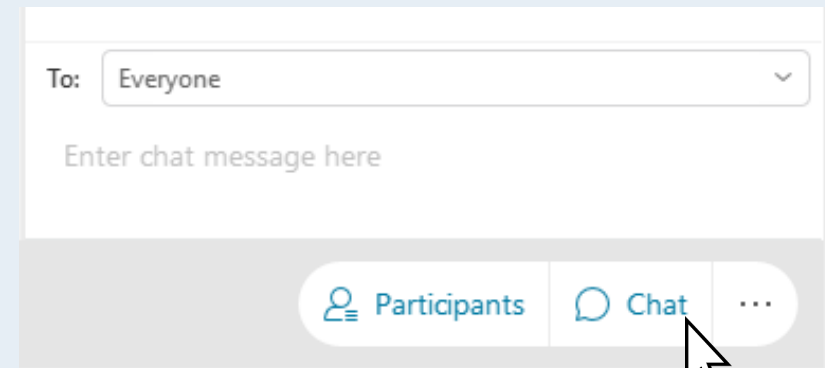 To: Everyone
Enter chat message here
Participants Chat ...